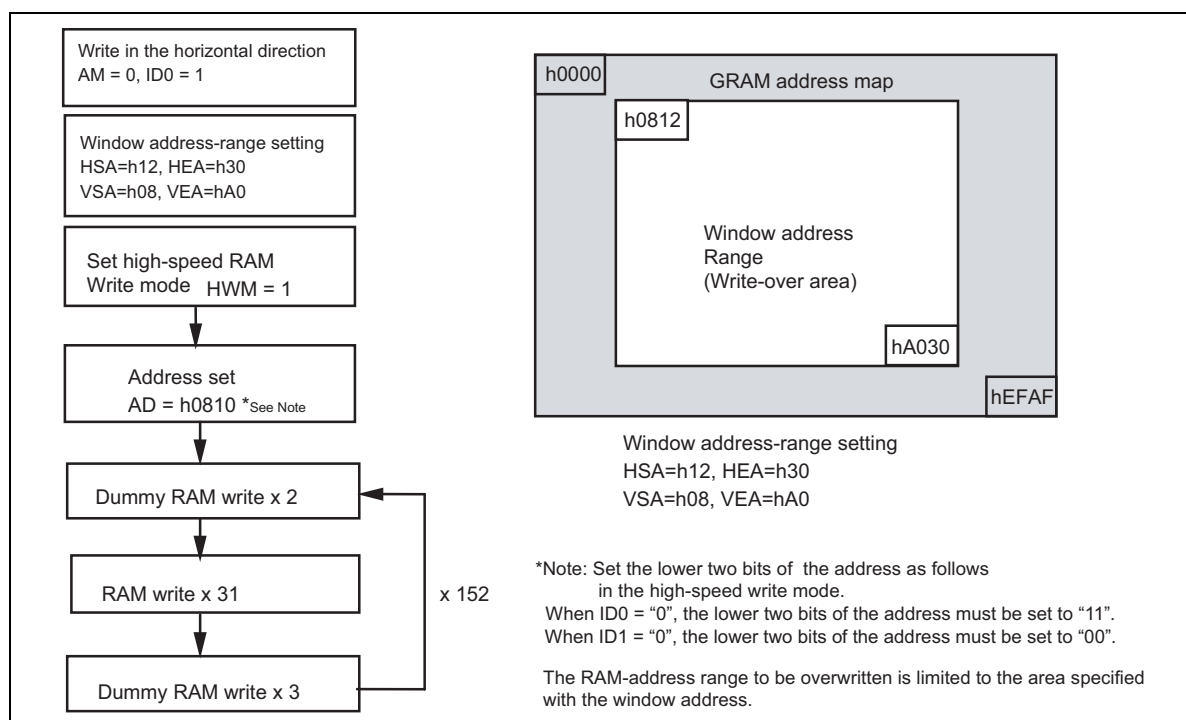 Write in the horizontal direction
AM = 0, ID0 = 1
Window address-range setting
HSA=h12, HEA=h30
VSA=h08, VEA=hA0
Set high-speed RAM
Write mode HWM = 1
Address set
AD = h0810 *See Note
Dummy RAM write x 2
RAM write x 31
x 152
Dummy RAM write x 3
h0000
GRAM address map
h0812
Window address
Range
(Write-over area)
hA030
hEFAF
Window address-range setting
HSA=h12, HEA=h30
VSA=h08, VEA=hA0
*Note: Set the lower two bits of the address as follows
in the high-speed write mode.
When ID0 = “0”, the lower two bits of the address must be set to “11”.
When ID1 = “0”, the lower two bits of the address must be set to “00”.
The RAM-address range to be overwritten is limited to the area specified
with the window address.